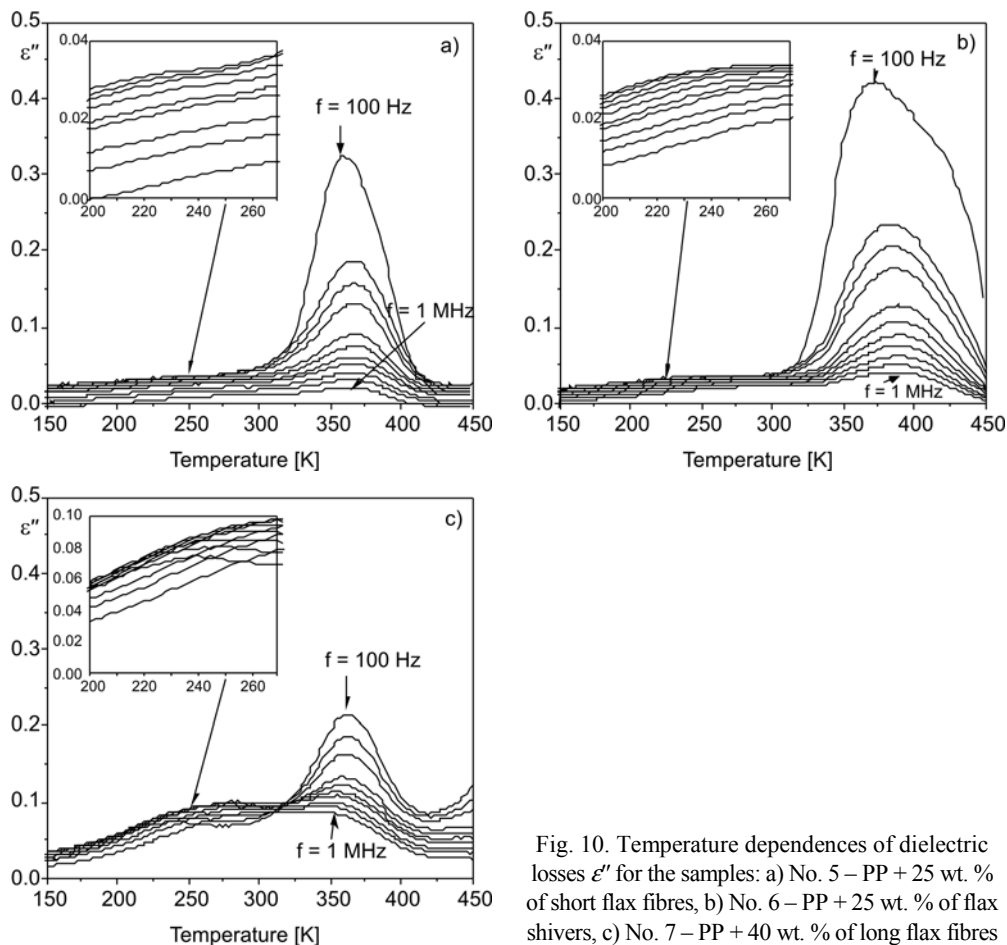 0.5
ε″
0.4
0.3
0.2
0.1
0.0
0.04
0.02
0.00
200 220 240 260
a)
f = 100 Hz
f = 1 MHz
150 200 250 300 350 400 450
Temperature [K]
0.5
ε″
0.4
0.3
0.2
0.1
0.0
0.04
0.02
0.00
200 220 240 260
b)
f = 100 Hz
f = 1 MHz
150 200 250 300 350 400 450
Temperature [K]
0.5
ε″
0.4
0.3
0.2
0.1
0.0
0.10
0.08
0.06
0.04
0.02
0.00
200 220 240 260
c)
f = 100 Hz
f = 1 MHz
150 200 250 300 350 400 450
Temperature [K]
Fig. 10. Temperature dependences of dielectric
losses ε″ for the samples: a) No. 5 – PP + 25 wt. %
of short flax fibres, b) No. 6 – PP + 25 wt. % of flax
shivers, c) No. 7 – PP + 40 wt. % of long flax fibres